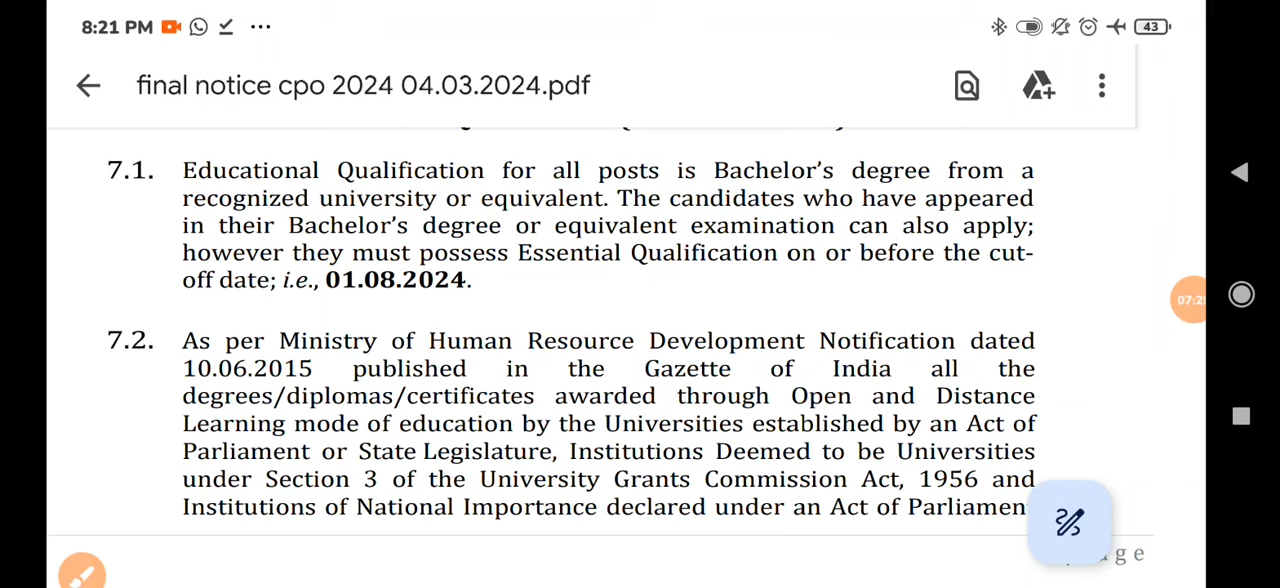 8:21 PM
43
final notice cpo 2024 04.03.2024.pdf
7.1. Educational Qualification for all posts is Bachelor’s degree from a
recognized university or equivalent. The candidates who have appeared
in their Bachelor’s degree or equivalent examination can also apply;
however they must possess Essential Qualification on or before the cut-
off date; i.e., 01.08.2024.
7.2. As per Ministry of Human Resource Development Notification dated
10.06.2015 published in the Gazette of India all the
degrees/diplomas/certificates awarded through Open and Distance
Learning mode of education by the Universities established by an Act of
Parliament or State Legislature, Institutions Deemed to be Universities
under Section 3 of the University Grants Commission Act, 1956 and
Institutions of National Importance declared under an Act of Parliamen